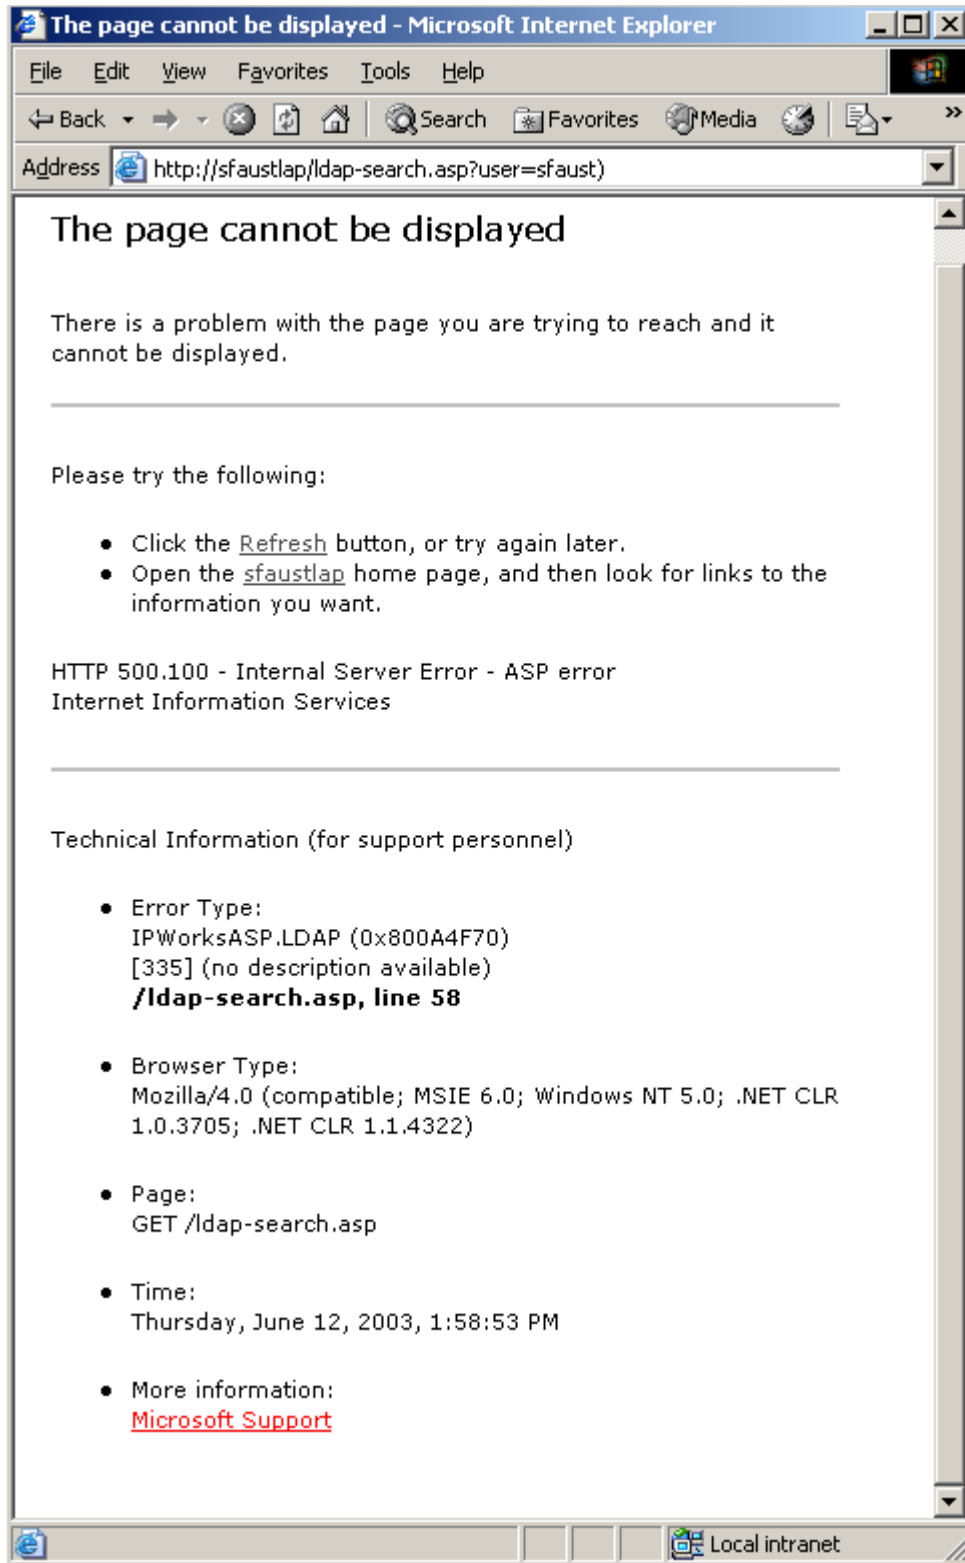 The page cannot be displayed - Microsoft Internet Explorer
File Edit View Favorites Tools Help
Back Search Favorites Media »
Address http://sfaustlap/ldap-search.asp?user=sfaust)
The page cannot be displayed
There is a problem with the page you are trying to reach and it
cannot be displayed.
Please try the following:
• Click the Refresh button, or try again later.
• Open the sfaustlap home page, and then look for links to the
information you want.
HTTP 500.100 - Internal Server Error - ASP error
Internet Information Services
Technical Information (for support personnel)
• Error Type:
IPWorksASP.LDAP (0x800A4F70)
[335] (no description available)
/ldap-search.asp, line 58
• Browser Type:
Mozilla/4.0 (compatible; MSIE 6.0; Windows NT 5.0; .NET CLR
1.0.3705; .NET CLR 1.1.4322)
• Page:
GET /ldap-search.asp
• Time:
Thursday, June 12, 2003, 1:58:53 PM
• More information:
Microsoft Support
Local intranet